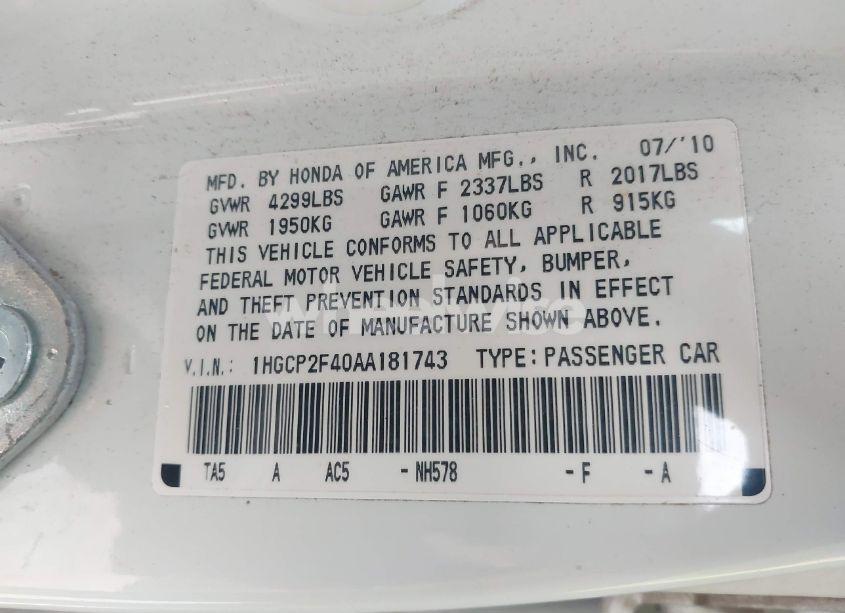 MFD. BY HONDA OF AMERICA MFG., INC. 07/'10
GVWR 4299LBS GAWR F 2337LBS R 2017LBS
GVWR 1950KG GAWR F 1060KG R 915KG
THIS VEHICLE CONFORMS TO ALL APPLICABLE
FEDERAL MOTOR VEHICLE SAFETY, BUMPER,
AND THEFT PREVENTION STANDARDS IN EFFECT
ON THE DATE OF MANUFACTURE SHOWN ABOVE.
V.I.N.: 1HGCP2F40AA181743 TYPE: PASSENGER CAR
TA5 A AC5 -NH578 -F -A